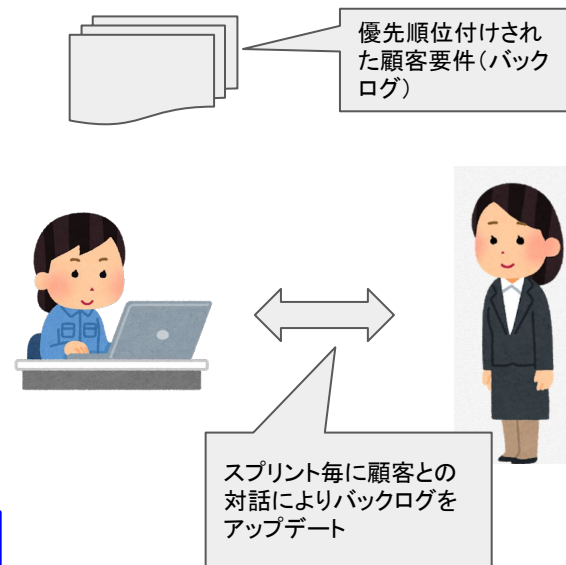 優先順位付けされ
た顧客要件（バック
ログ）
スプリント毎に顧客との
対話によりバックログを
アップデート